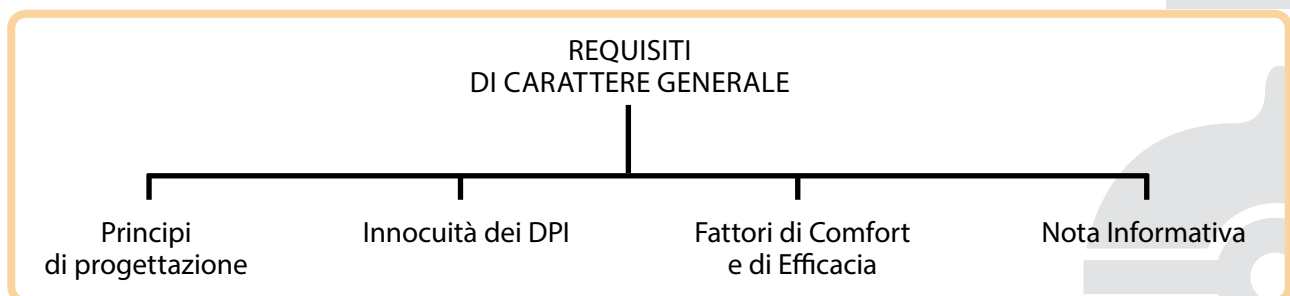 REQUISITI
DI CARATTERE GENERALE
Principi
di progettazione
Innocuità dei DPI
Fattori di Comfort
e di Efficacia
Nota Informativa